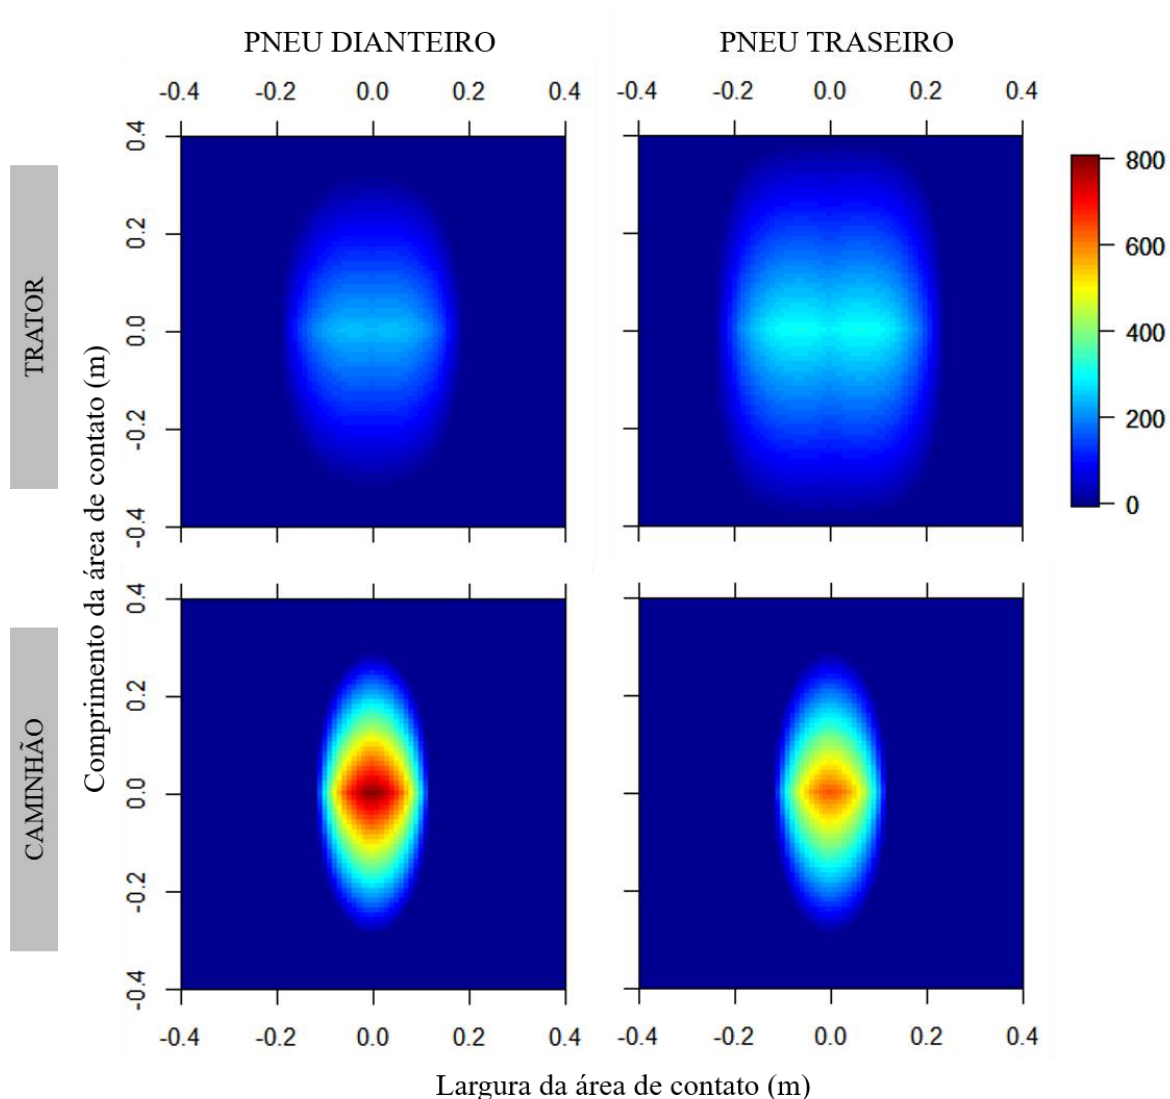 PNEU DIANTEIRO PNEU TRASEIRO
-0.4 -0.2 0.0 0.2 0.4 -0.4 -0.2 0.0 0.2 0.4
TRATOR
CAMINHÃO
Comprimento da área de contato (m)
0.4
0.2
0.0
-0.2
-0.4
800
600
400
200
0
0.4
0.2
0.0
-0.2
-0.4
-0.4 -0.2 0.0 0.2 0.4 -0.4 -0.2 0.0 0.2 0.4
Largura da área de contato (m)